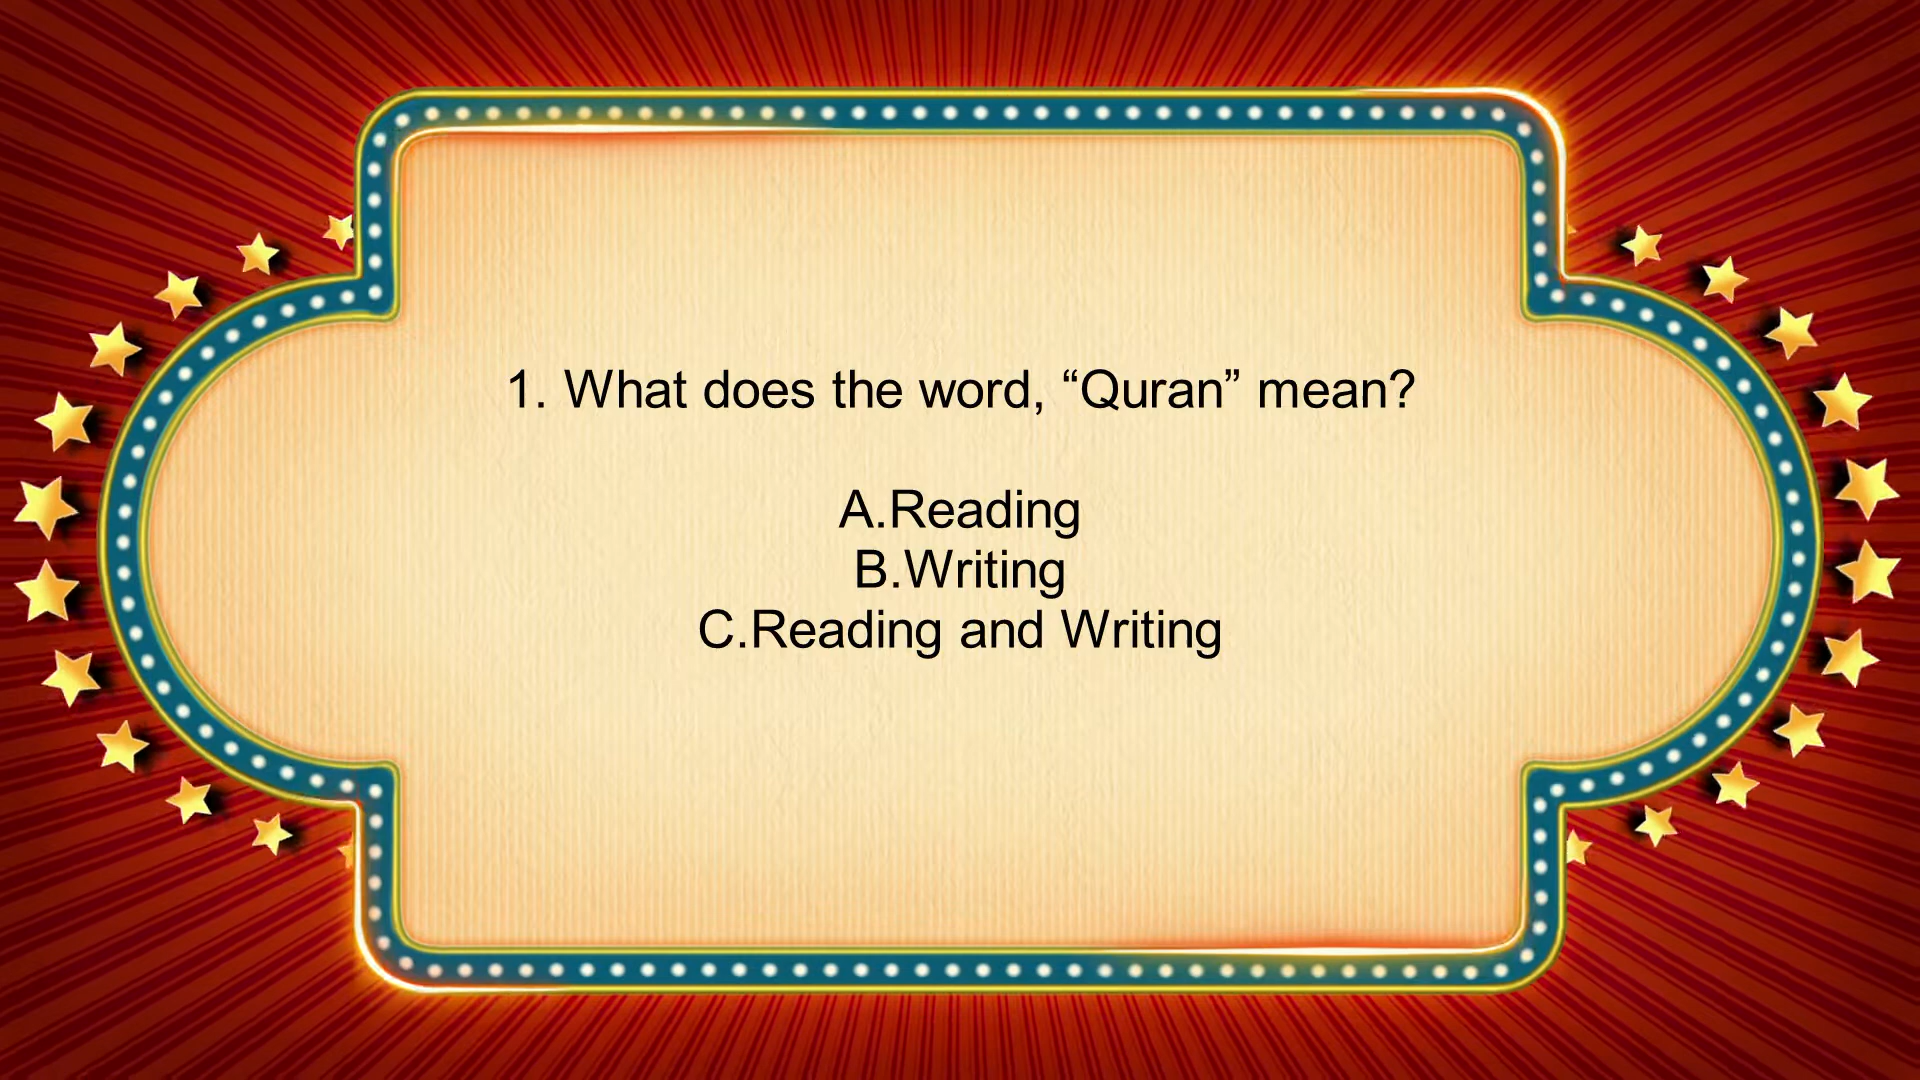 1. What does the word, “Quran” mean?
A.Reading
B.Writing
C.Reading and Writing